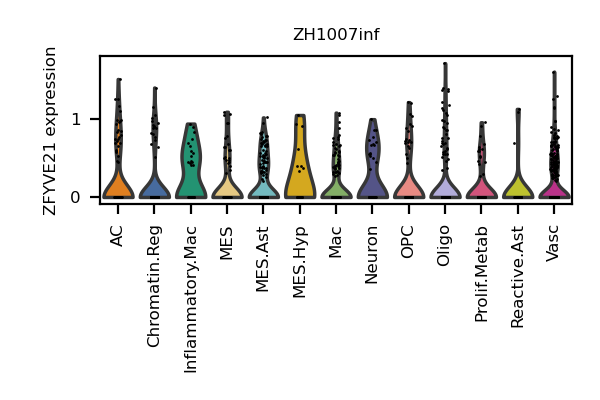 ZH1007inf
ZFYVE21 expression
1
0
AC
Chromatin.Reg
Inflammatory.Mac
MES
MES.Ast
MES.Hyp
Mac
Neuron
OPC
Oligo
Prolif.Metab
Reactive.Ast
Vasc